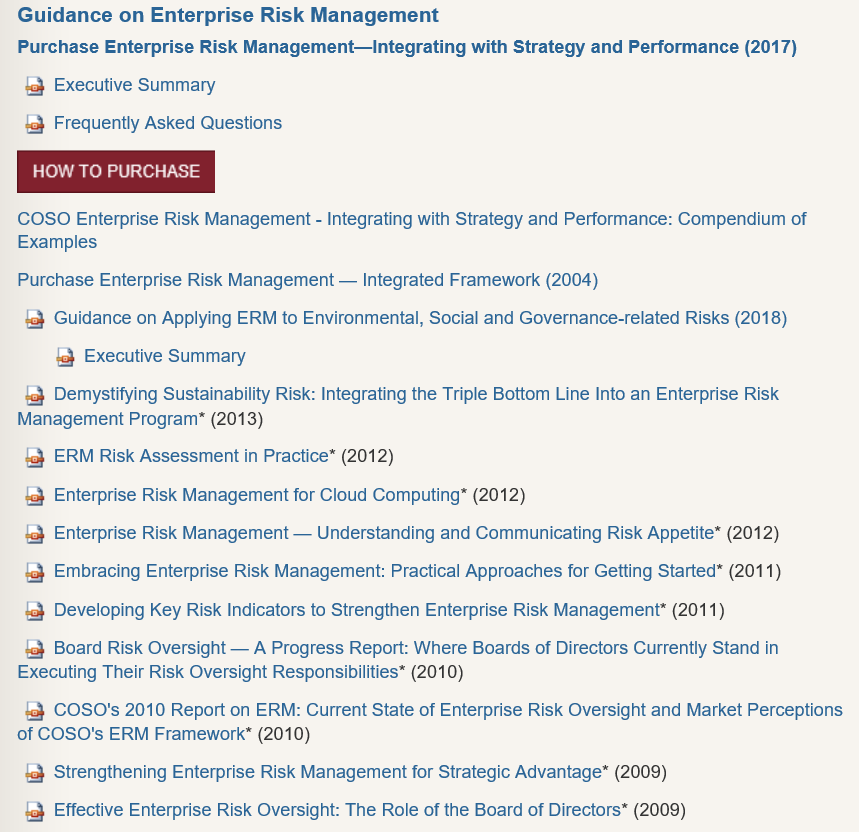 Guidance on Enterprise Risk Management
Purchase Enterprise Risk Management—Integrating with Strategy and Performance (2017)
Executive Summary
Frequently Asked Questions
HOW TO PURCHASE
COSO Enterprise Risk Management - Integrating with Strategy and Performance: Compendium of
Examples
Purchase Enterprise Risk Management — Integrated Framework (2004)
Guidance on Applying ERM to Environmental, Social and Governance-related Risks (2018)
Executive Summary
Demystifying Sustainability Risk: Integrating the Triple Bottom Line Into an Enterprise Risk
Management Program* (2013)
ERM Risk Assessment in Practice* (2012)
Enterprise Risk Management for Cloud Computing* (2012)
Enterprise Risk Management — Understanding and Communicating Risk Appetite* (2012)
Embracing Enterprise Risk Management: Practical Approaches for Getting Started* (2011)
Developing Key Risk Indicators to Strengthen Enterprise Risk Management* (2011)
Board Risk Oversight — A Progress Report: Where Boards of Directors Currently Stand in
Executing Their Risk Oversight Responsibilities* (2010)
COSO's 2010 Report on ERM: Current State of Enterprise Risk Oversight and Market Perceptions
of COSO's ERM Framework* (2010)
Strengthening Enterprise Risk Management for Strategic Advantage* (2009)
Effective Enterprise Risk Oversight: The Role of the Board of Directors* (2009)